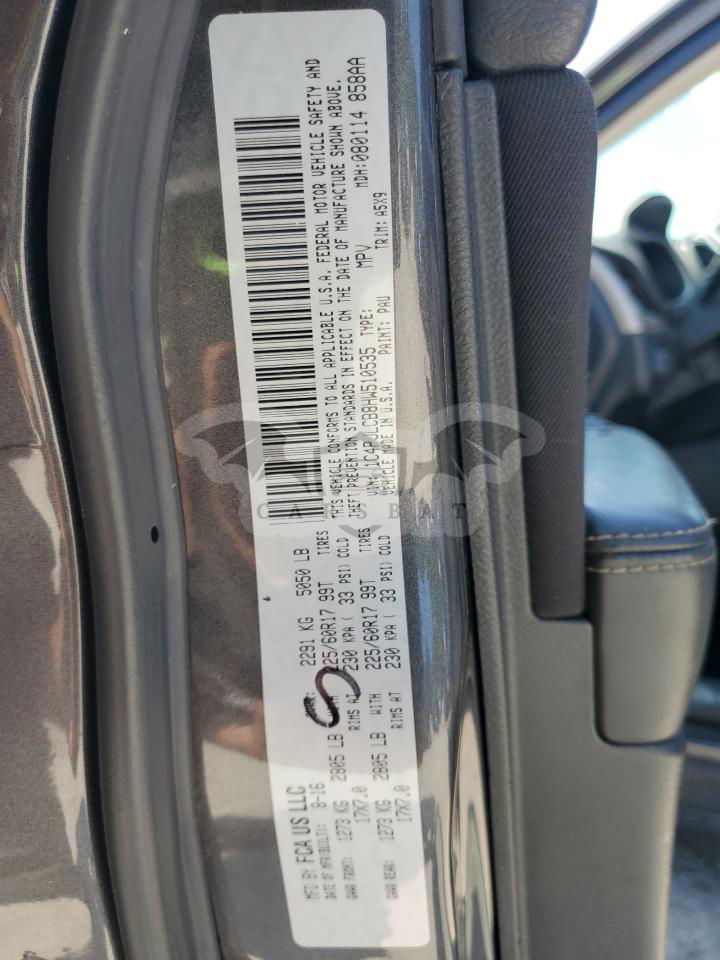 MFD BY FCA US LLC
DATE OF MFR(BUILT): 8-16 GVWR: 2291 KG 5050 LB
GAWR FRONT: 1273 KG 2805 LB WITH 225/60R17 99T TIRES
17X7.0 RIMS AT 230 KPA ( 33 PSI) COLD
GAWR REAR: 1273 KG 2805 LB WITH 225/60R17 99T TIRES
17X7.0 RIMS AT 230 KPA ( 33 PSI) COLD
THIS VEHICLE CONFORMS TO ALL APPLICABLE U.S.A. FEDERAL MOTOR VEHICLE SAFETY AND
THEFT PREVENTION STANDARDS IN EFFECT ON THE DATE OF MANUFACTURE SHOWN ABOVE.
VIN: 1C4PJLCB8HW510535 TYPE: MPV MDH:080114 858AA
VEHICLE MADE IN U.S.A. PAINT: PAU TRIM: A5X9
CARSBAT